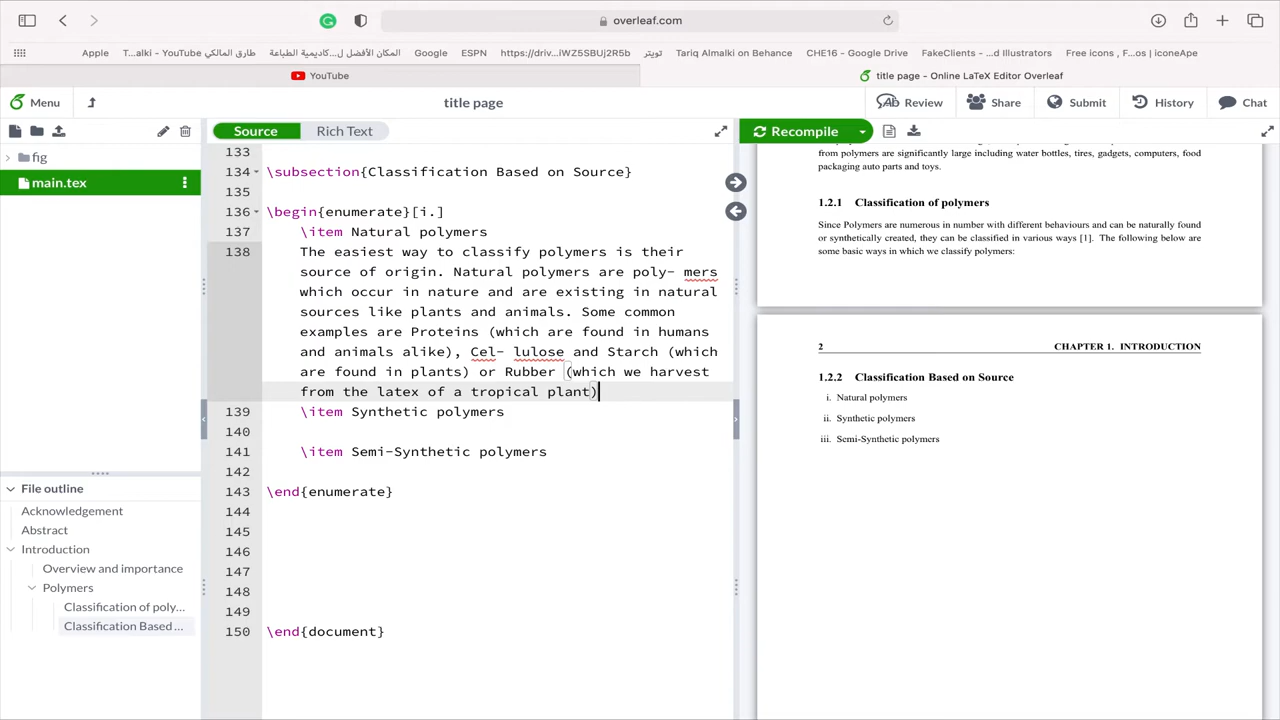 overleaf.com
Apple
T...alki - YouTube طارق المالكي
المكان الأفضل ل...كاديمية الطباعة
Google
ESPN
https://driv...iWZ5SBUj2R5b
تويتر
Tariq Almalki on Behance
CHE16 - Google Drive
FakeClients - ...d Illustrators
Free icons , F...os | iconeApe
YouTube
title page - Online LaTeX Editor Overleaf
Menu
title page
Review
Share
Submit
History
Chat
Source
Rich Text
Recompile
fig
main.tex
133
134 \subsection{Classification Based on Source}
135
136 \begin{enumerate}[i.]
137 \item Natural polymers
138 The easiest way to classify polymers is their
source of origin. Natural polymers are poly- mers
which occur in nature and are existing in natural
sources like plants and animals. Some common
examples are Proteins (which are found in humans
and animals alike), Cel- lulose and Starch (which
are found in plants) or Rubber (which we harvest
from the latex of a tropical plant)
139 \item Synthetic polymers
140
141 \item Semi-Synthetic polymers
142
143 \end{enumerate}
144
145
146
147
148
149
150 \end{document}
File outline
Acknowledgement
Abstract
Introduction
Overview and importance
Polymers
Classification of poly...
Classification Based ...
from polymers are significantly large including water bottles, tires, gadgets, computers, food
packaging auto parts and toys.
1.2.1 Classification of polymers
Since Polymers are numerous in number with different behaviours and can be naturally found
or synthetically created, they can be classified in various ways [1]. The following below are
some basic ways in which we classify polymers:
2 CHAPTER 1. INTRODUCTION
1.2.2 Classification Based on Source
i. Natural polymers
ii. Synthetic polymers
iii. Semi-Synthetic polymers